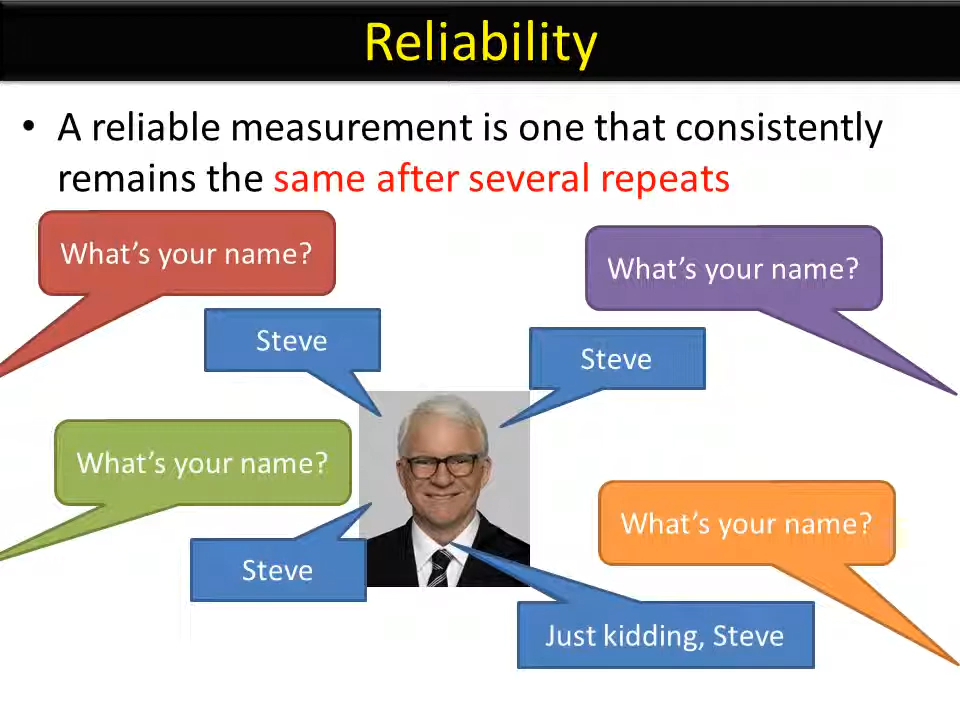 Reliability
• A reliable measurement is one that consistently
remains the same after several repeats
What's your name?
What's your name?
Steve
Steve
What's your name?
What's your name?
Steve
Just kidding, Steve